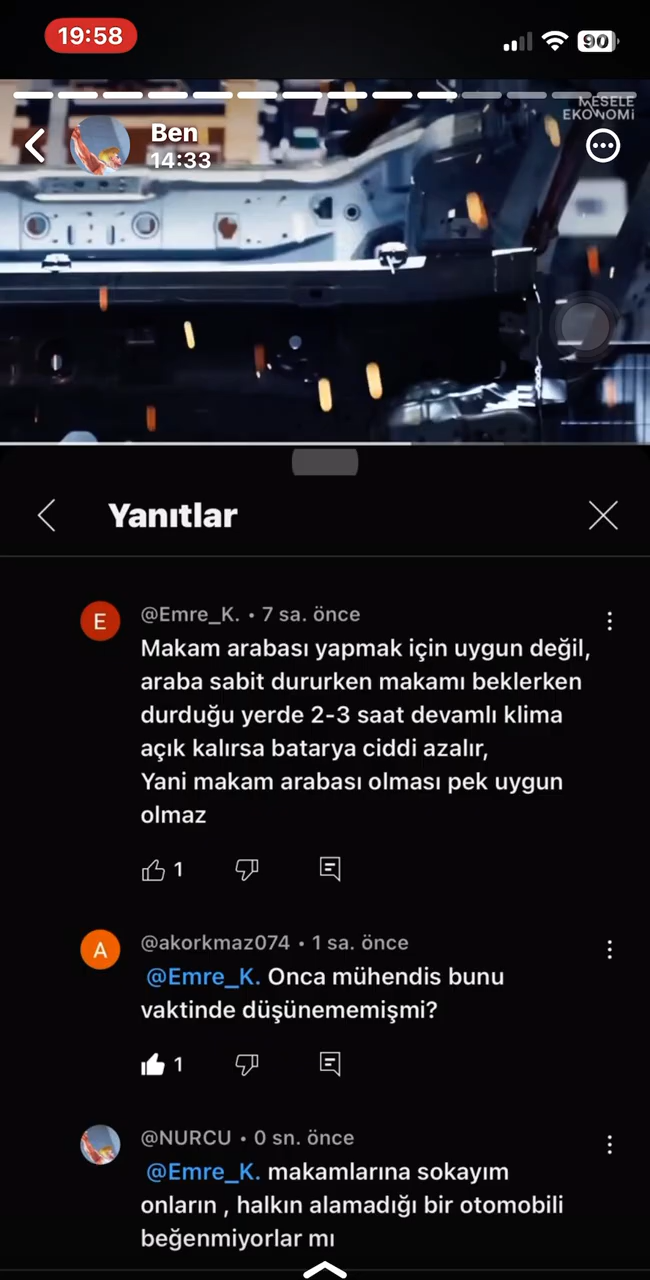 19:58
90
MESELE
EKONOMİ
Ben
14:33
Yanıtlar
E
@Emre_K. • 7 sa. önce
Makam arabası yapmak için uygun değil,
araba sabit dururken makamı beklerken
durduğu yerde 2-3 saat devamlı klima
açık kalırsa batarya ciddi azalır,
Yani makam arabası olması pek uygun
olmaz
1
A
@akorkmaz074 • 1 sa. önce
@Emre_K. Onca mühendis bunu
vaktinde düşünememişmi?
1
@NURCU • 0 sn. önce
@Emre_K. makamlarına sokayım
onların , halkın alamadığı bir otomobili
beğenmiyorlar mı